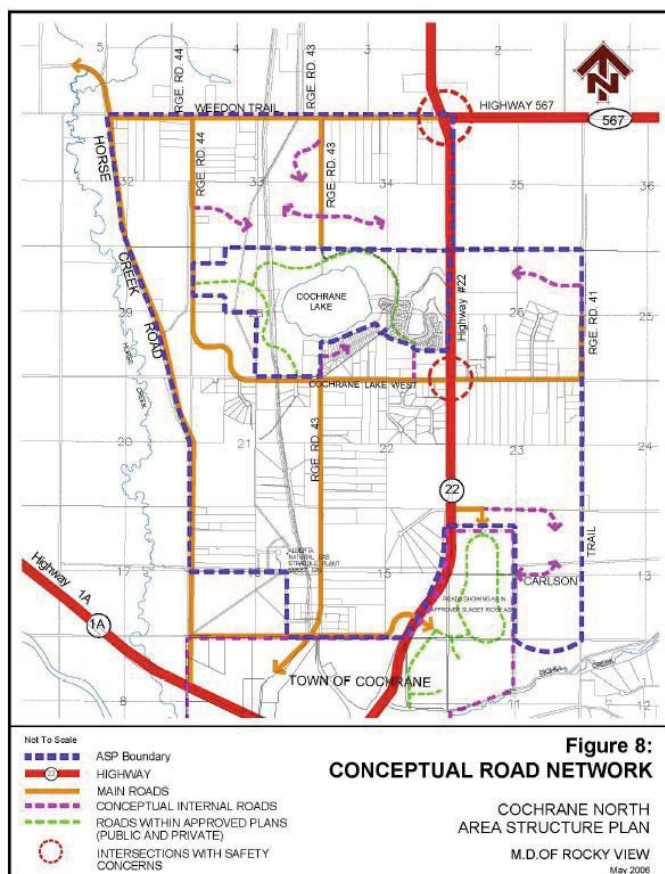 5
4
3
2
RGE. RD. 44
RGE. RD. 43
WEEDON TRAIL
HIGHWAY 567
567
N
HORSE
CREEK
ROAD
32
RGE. RD. 44
33
RGE. RD. 43
34
35
36
29
COCHRANE
LAKE
Highway #22
26
RGE. RD. 41
COCHRANE LAKE WEST
20
21
RGE. RD. 43
22
23
24
22
TRAIL
17
15
13
CARLSON
Highway 1A
1A
TOWN OF COCHRANE
BIGHILL CREEK
8
11
12
Not To Scale
ASP Boundary
22
HIGHWAY
MAIN ROADS
CONCEPTUAL INTERNAL ROADS
ROADS WITHIN APPROVED PLANS
(PUBLIC AND PRIVATE)
INTERSECTIONS WITH SAFETY
CONCERNS
Figure 8:
CONCEPTUAL ROAD NETWORK
COCHRANE NORTH
AREA STRUCTURE PLAN
M.D.OF ROCKY VIEW
May 2006